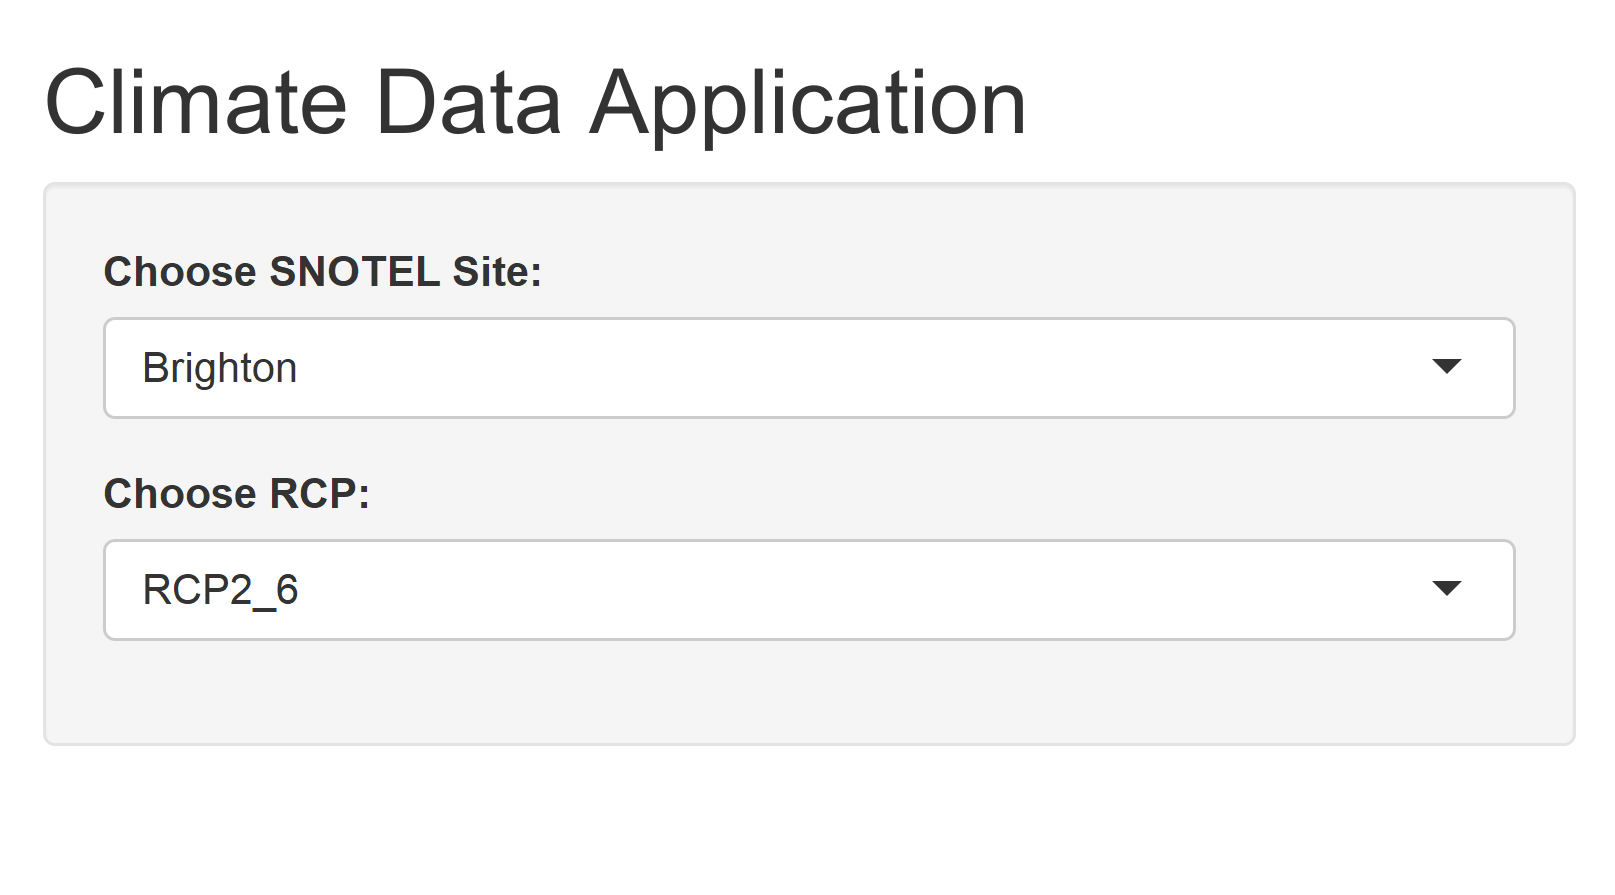 Climate Data Application
Choose SNOTEL Site:
Brighton
Choose RCP:
RCP2_6